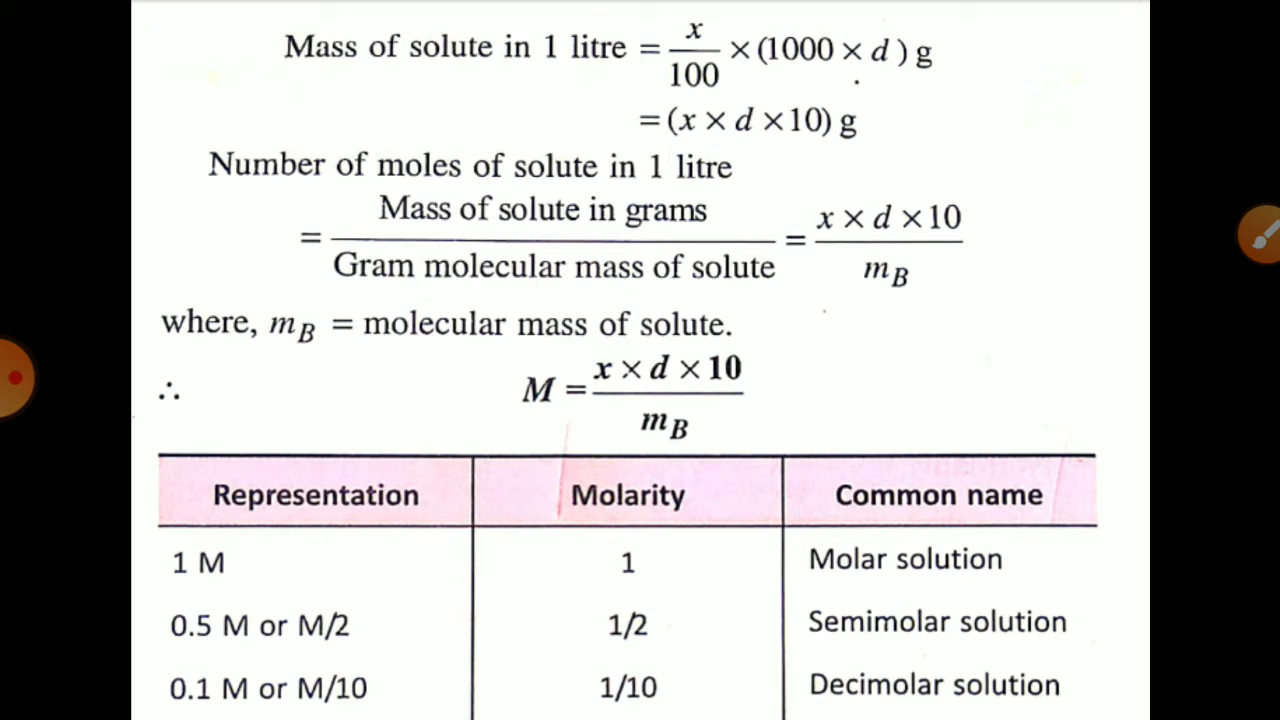 Mass of solute in 1 litre = x/100 × (1000 × d) g
= (x × d × 10) g
Number of moles of solute in 1 litre
= Mass of solute in grams / Gram molecular mass of solute = x × d × 10 / m_B
where, m_B = molecular mass of solute.
∴ M = x × d × 10 / m_B
Representation Molarity Common name
1 M 1 Molar solution
0.5 M or M/2 1/2 Semimolar solution
0.1 M or M/10 1/10 Decimolar solution